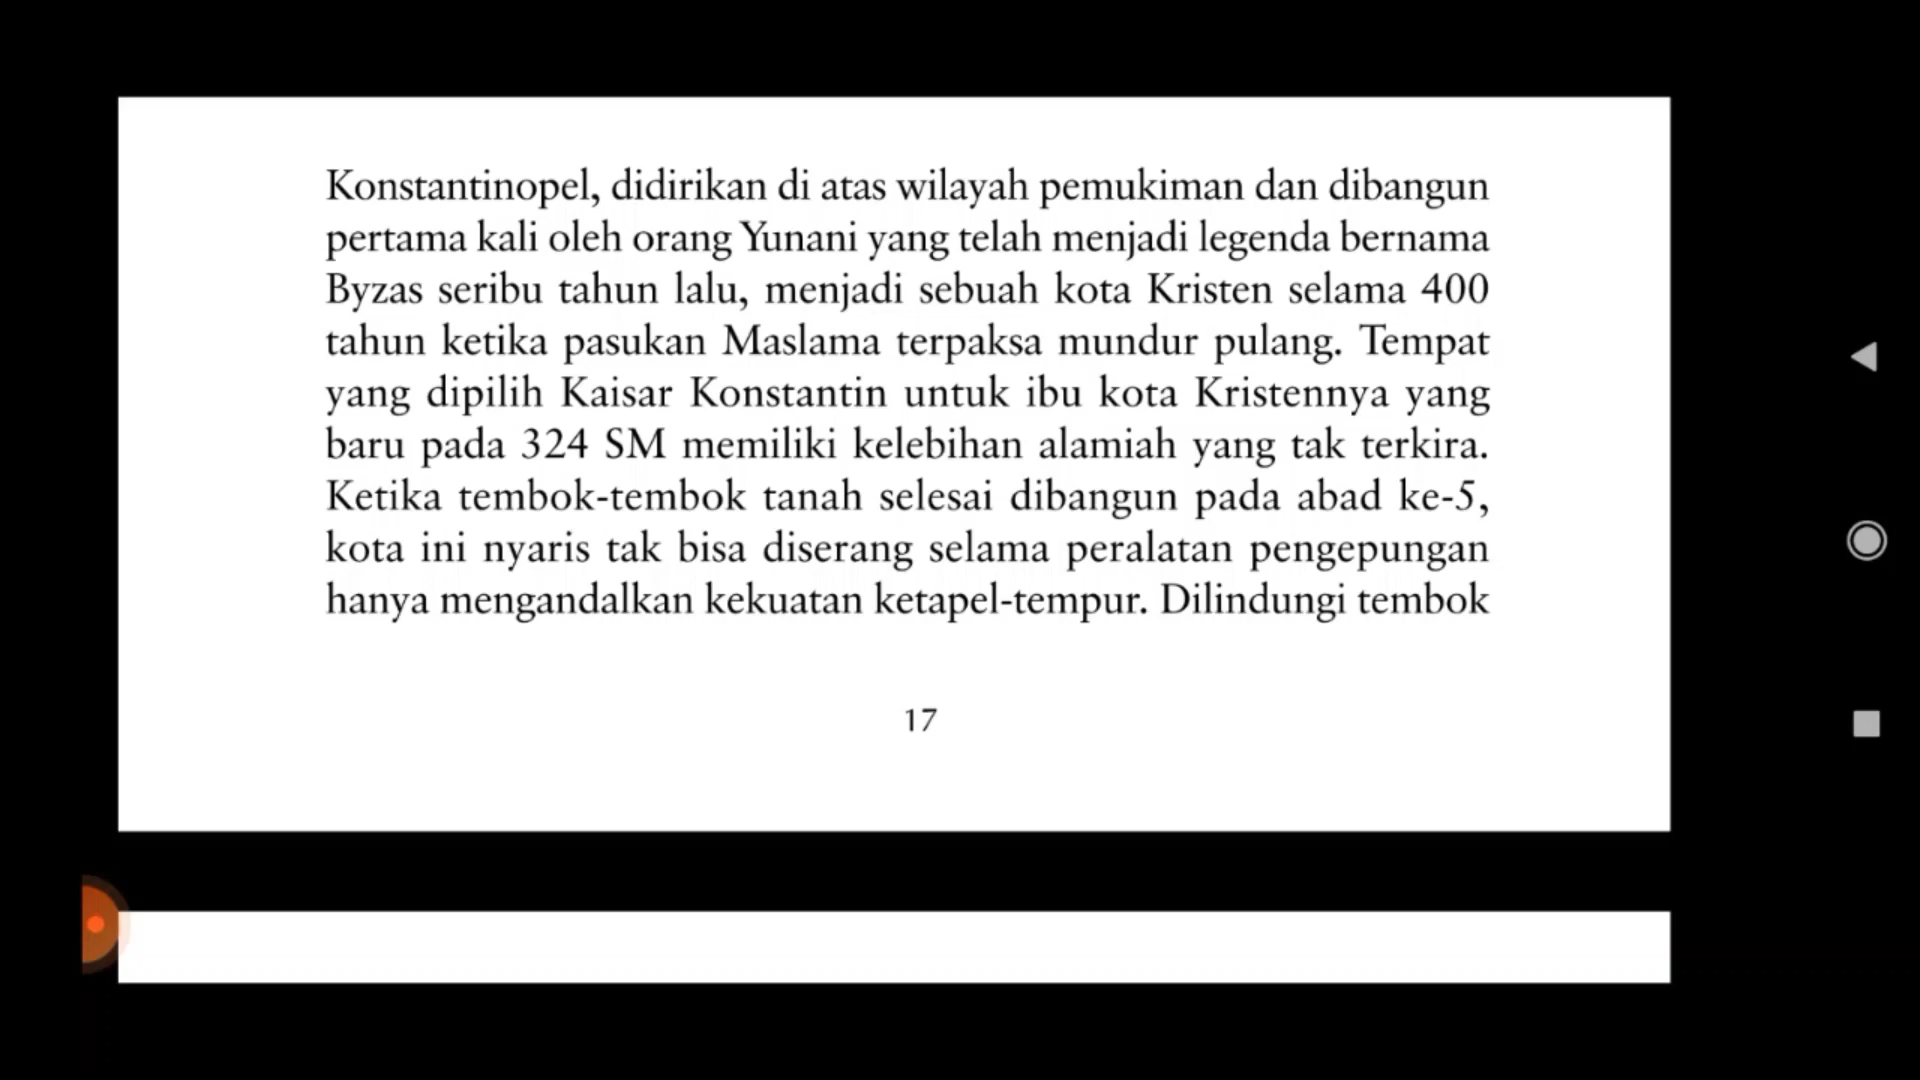 Konstantinopel, didirikan di atas wilayah pemukiman dan dibangun
pertama kali oleh orang Yunani yang telah menjadi legenda bernama
Byzas seribu tahun lalu, menjadi sebuah kota Kristen selama 400
tahun ketika pasukan Maslama terpaksa mundur pulang. Tempat
yang dipilih Kaisar Konstantin untuk ibu kota Kristennya yang
baru pada 324 SM memiliki kelebihan alamiah yang tak terkira.
Ketika tembok-tembok tanah selesai dibangun pada abad ke-5,
kota ini nyaris tak bisa diserang selama peralatan pengepungan
hanya mengandalkan kekuatan ketapel-tempur. Dilindungi tembok
17